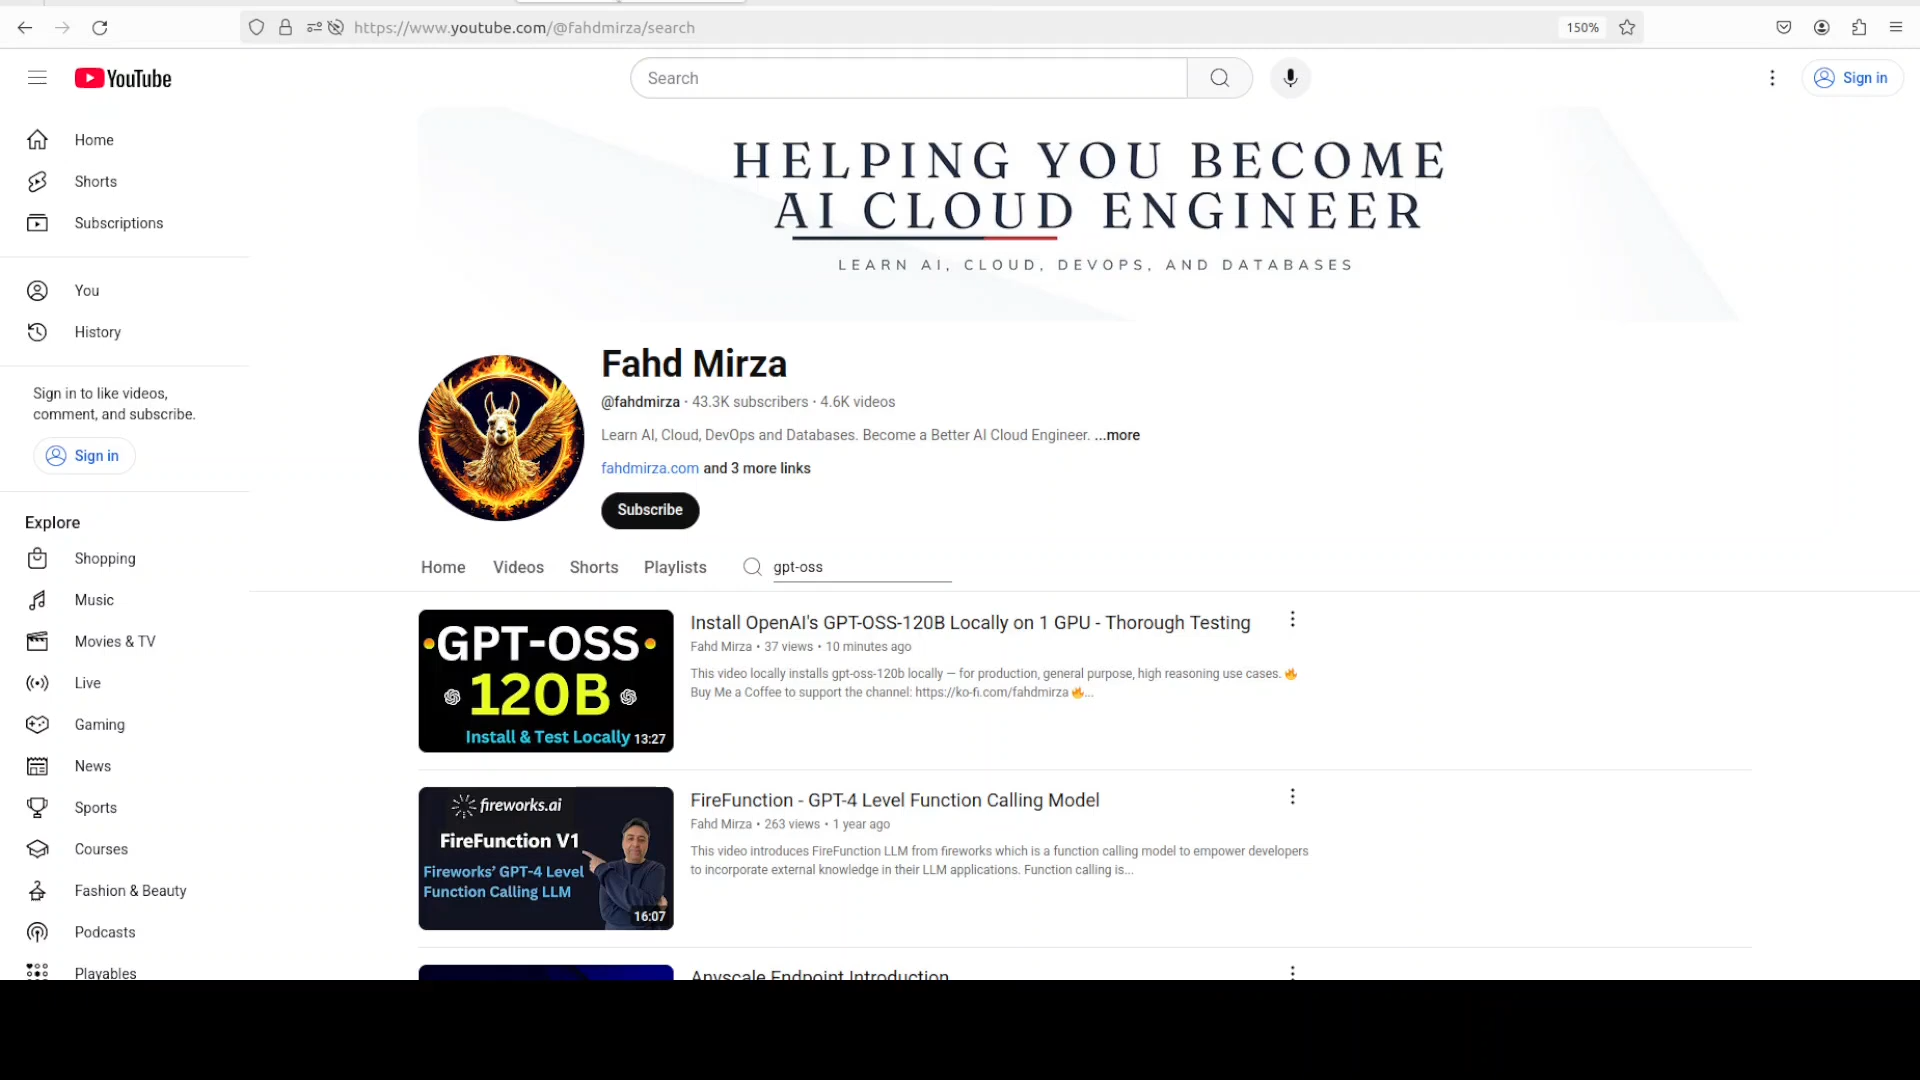 https://www.youtube.com/@fahdmirza/search
150%
YouTube
Search
Sign in
Home
Shorts
Subscriptions
You
History
Sign in to like videos,
comment, and subscribe.
Sign in
Explore
Shopping
Music
Movies & TV
Live
Gaming
News
Sports
Courses
Fashion & Beauty
Podcasts
Playables
HELPING YOU BECOME
AI CLOUD ENGINEER
LEARN AI, CLOUD, DEVOPS, AND DATABASES
Fahd Mirza
@fahdmirza · 43.3K subscribers · 4.6K videos
Learn AI, Cloud, DevOps and Databases. Become a Better AI Cloud Engineer. ...more
fahdmirza.com and 3 more links
Subscribe
Home Videos Shorts Playlists gpt-oss
GPT-OSS
120B
Install & Test Locally 13:27
Install OpenAI's GPT-OSS-120B Locally on 1 GPU - Thorough Testing
Fahd Mirza • 37 views • 10 minutes ago
This video locally installs gpt-oss-120b locally — for production, general purpose, high reasoning use cases. 🔥
Buy Me a Coffee to support the channel: https://ko-fi.com/fahdmirza 🔥...
fireworks.ai
FireFunction V1
Fireworks' GPT-4 Level
Function Calling LLM
16:07
FireFunction - GPT-4 Level Function Calling Model
Fahd Mirza • 263 views • 1 year ago
This video introduces FireFunction LLM from fireworks which is a function calling model to empower developers
to incorporate external knowledge in their LLM applications. Function calling is...
Anyscale Endpoint Introduction